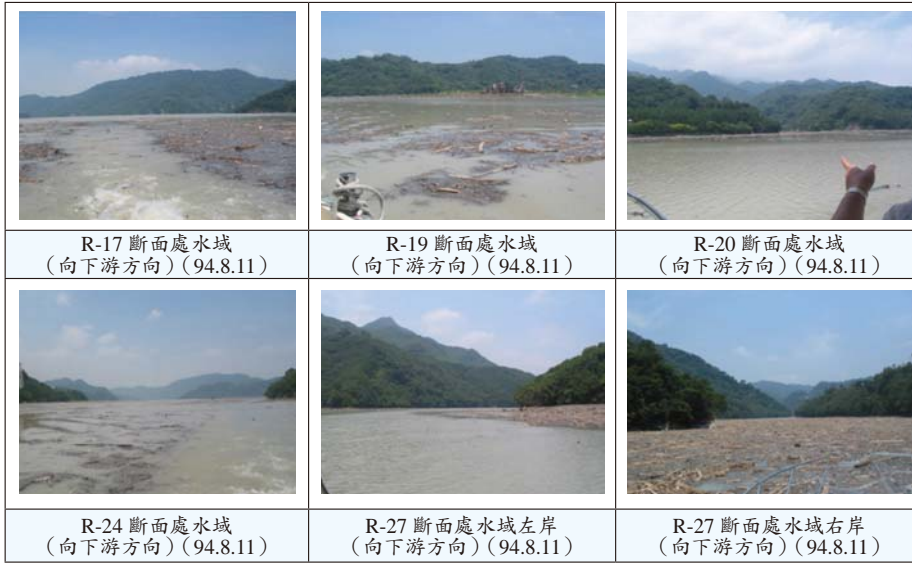 R-17 斷面處水域
（向下游方向）（94.8.11）
R-19 斷面處水域
（向下游方向）（94.8.11）
R-20 斷面處水域
（向下游方向）（94.8.11）
R-24 斷面處水域
（向下游方向）（94.8.11）
R-27 斷面處水域左岸
（向下游方向）（94.8.11）
R-27 斷面處水域右岸
（向下游方向）（94.8.11）